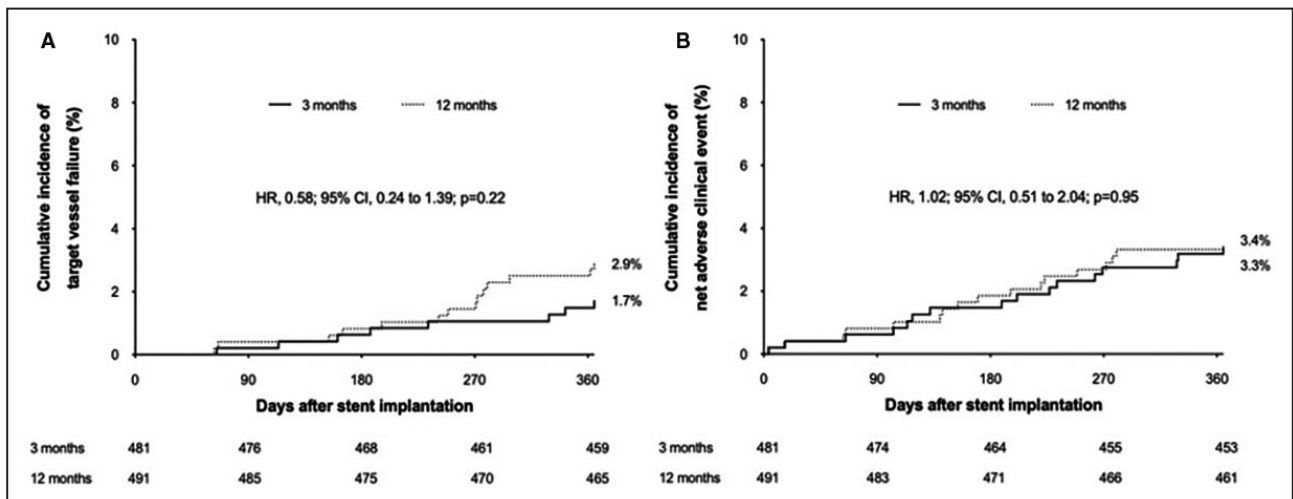 A
Cumulative incidence of
target vessel failure (%)
10
8
6
4
2
0
3 months 12 months
HR, 0.58; 95% CI, 0.24 to 1.39; p=0.22
2.9%
1.7%
0 90 180 270 360
Days after stent implantation
3 months 481 476 468 461 459
12 months 491 485 475 470 465
B
Cumulative incidence of
net adverse clinical event (%)
10
8
6
4
2
0
3 months 12 months
HR, 1.02; 95% CI, 0.51 to 2.04; p=0.95
3.4%
3.3%
0 90 180 270 360
Days after stent implantation
3 months 481 474 464 455 453
12 months 491 483 471 466 461